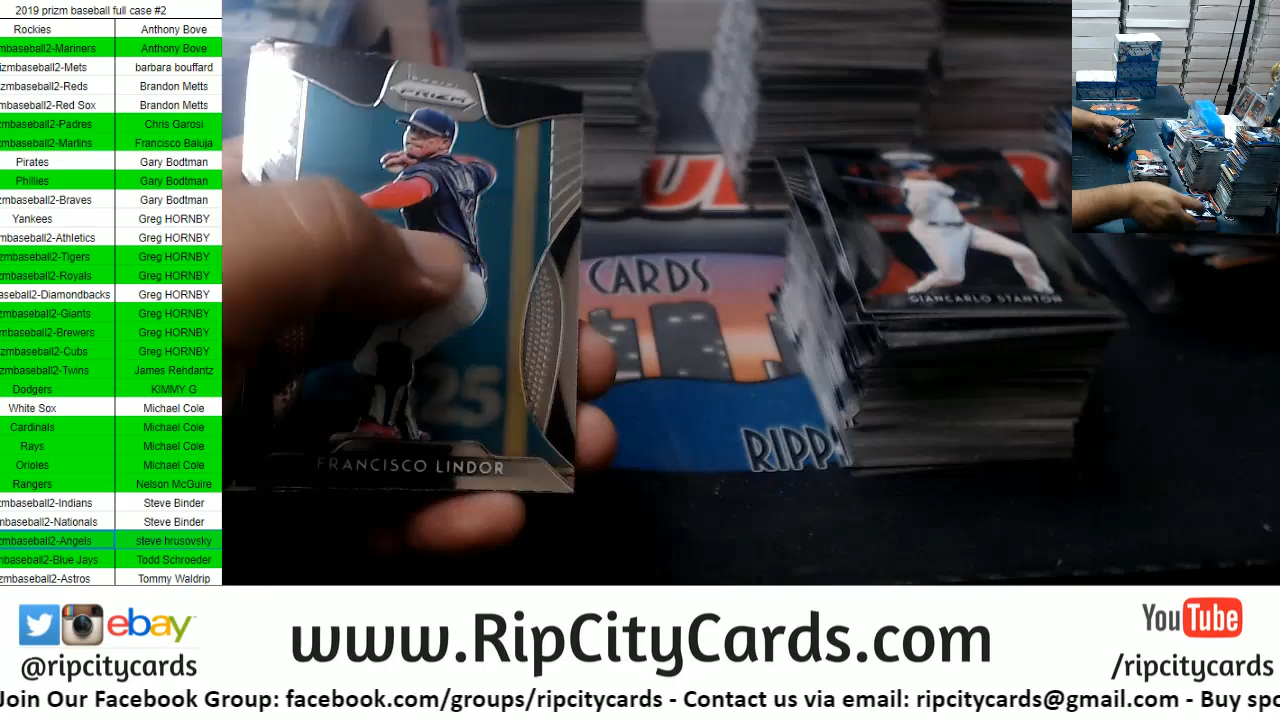 2019 prizm baseball full case #2
Rockies Anthony Bove
mbaseball2-Mariners Anthony Bove
izmbaseball2-Mets barbara bouffard
zmbaseball2-Reds Brandon Metts
mbaseball2-Red Sox Brandon Metts
zmbaseball2-Padres Chris Garosi
zmbaseball2-Marlins Francisco Baluja
Pirates Gary Bodtman
Phillies Gary Bodtman
zmbaseball2-Braves Gary Bodtman
Yankees Greg HORNBY
mbaseball2-Athletics Greg HORNBY
zmbaseball2-Tigers Greg HORNBY
zmbaseball2-Royals Greg HORNBY
aseball2-Diamondbacks Greg HORNBY
zmbaseball2-Giants Greg HORNBY
mbaseball2-Brewers Greg HORNBY
zmbaseball2-Cubs Greg HORNBY
zmbaseball2-Twins James Rehdantz
Dodgers KIMMY G
White Sox Michael Cole
Cardinals Michael Cole
Rays Michael Cole
Orioles Michael Cole
Rangers Nelson McGuire
zmbaseball2-Indians Steve Binder
mbaseball2-Nationals Steve Binder
zmbaseball2-Angels steve hrusovsky
mbaseball2-Blue Jays Todd Schroeder
zmbaseball2-Astros Tommy Waldrip
PRIZM
25
FRANCISCO LINDOR
CARDS
RIPP
GIANCARLO STANTON
ebay
@ripcitycards
www.RipCityCards.com
YouTube
/ripcitycards
Join Our Facebook Group: facebook.com/groups/ripcitycards - Contact us via email: ripcitycards@gmail.com - Buy spo